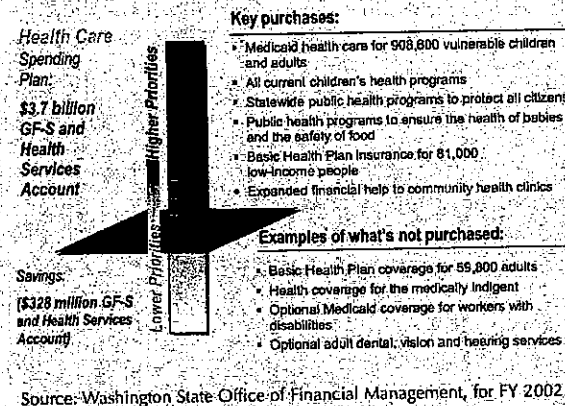 Health Care
Spending
Plan:
$3.7 billion
GF-S and
Health
Services
Account
Higher Priorities
Key purchases:
Medicaid health care for 908,600 vulnerable children
and adults
All current children's health programs
Statewide public health programs to protect all citizens
Public health programs to ensure the health of babies
and the safety of food
Basic Health Plan Insurance for 81,000
low-income people
Expanded financial help to community health clinics
Lower Priorities
Savings:
($328 million GF-S
and Health Services
Account)
Examples of what's not purchased:
Basic Health Plan coverage for 59,800 adults
Health coverage for the medically indigent
Optional Medicaid coverage for workers with
disabilities
Optional adult dental, vision and hearing services
Source: Washington State Office of Financial Management, for FY 2002